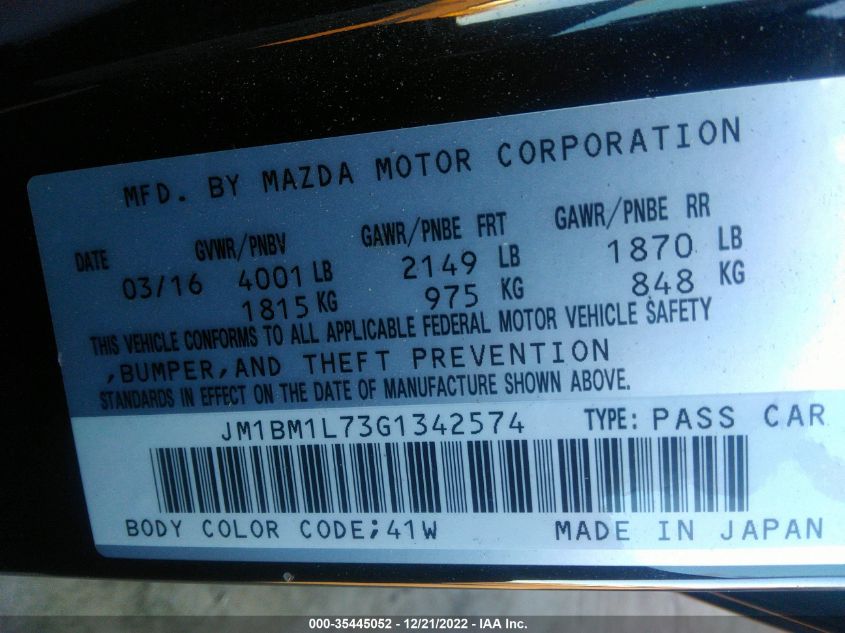 MFD. BY MAZDA MOTOR CORPORATION
DATE GVWR/PNBV GAWR/PNBE FRT GAWR/PNBE RR
03/16 4001 LB 2149 LB 1870 LB
1815 KG 975 KG 848 KG
THIS VEHICLE CONFORMS TO ALL APPLICABLE FEDERAL MOTOR VEHICLE SAFETY
,BUMPER,AND THEFT PREVENTION
STANDARDS IN EFFECT ON THE DATE OF MANUFACTURE SHOWN ABOVE.
JM1BM1L73G1342574 TYPE: PASS CAR
BODY COLOR CODE;41W MADE IN JAPAN
000-35445052 - 12/21/2022 - IAA Inc.